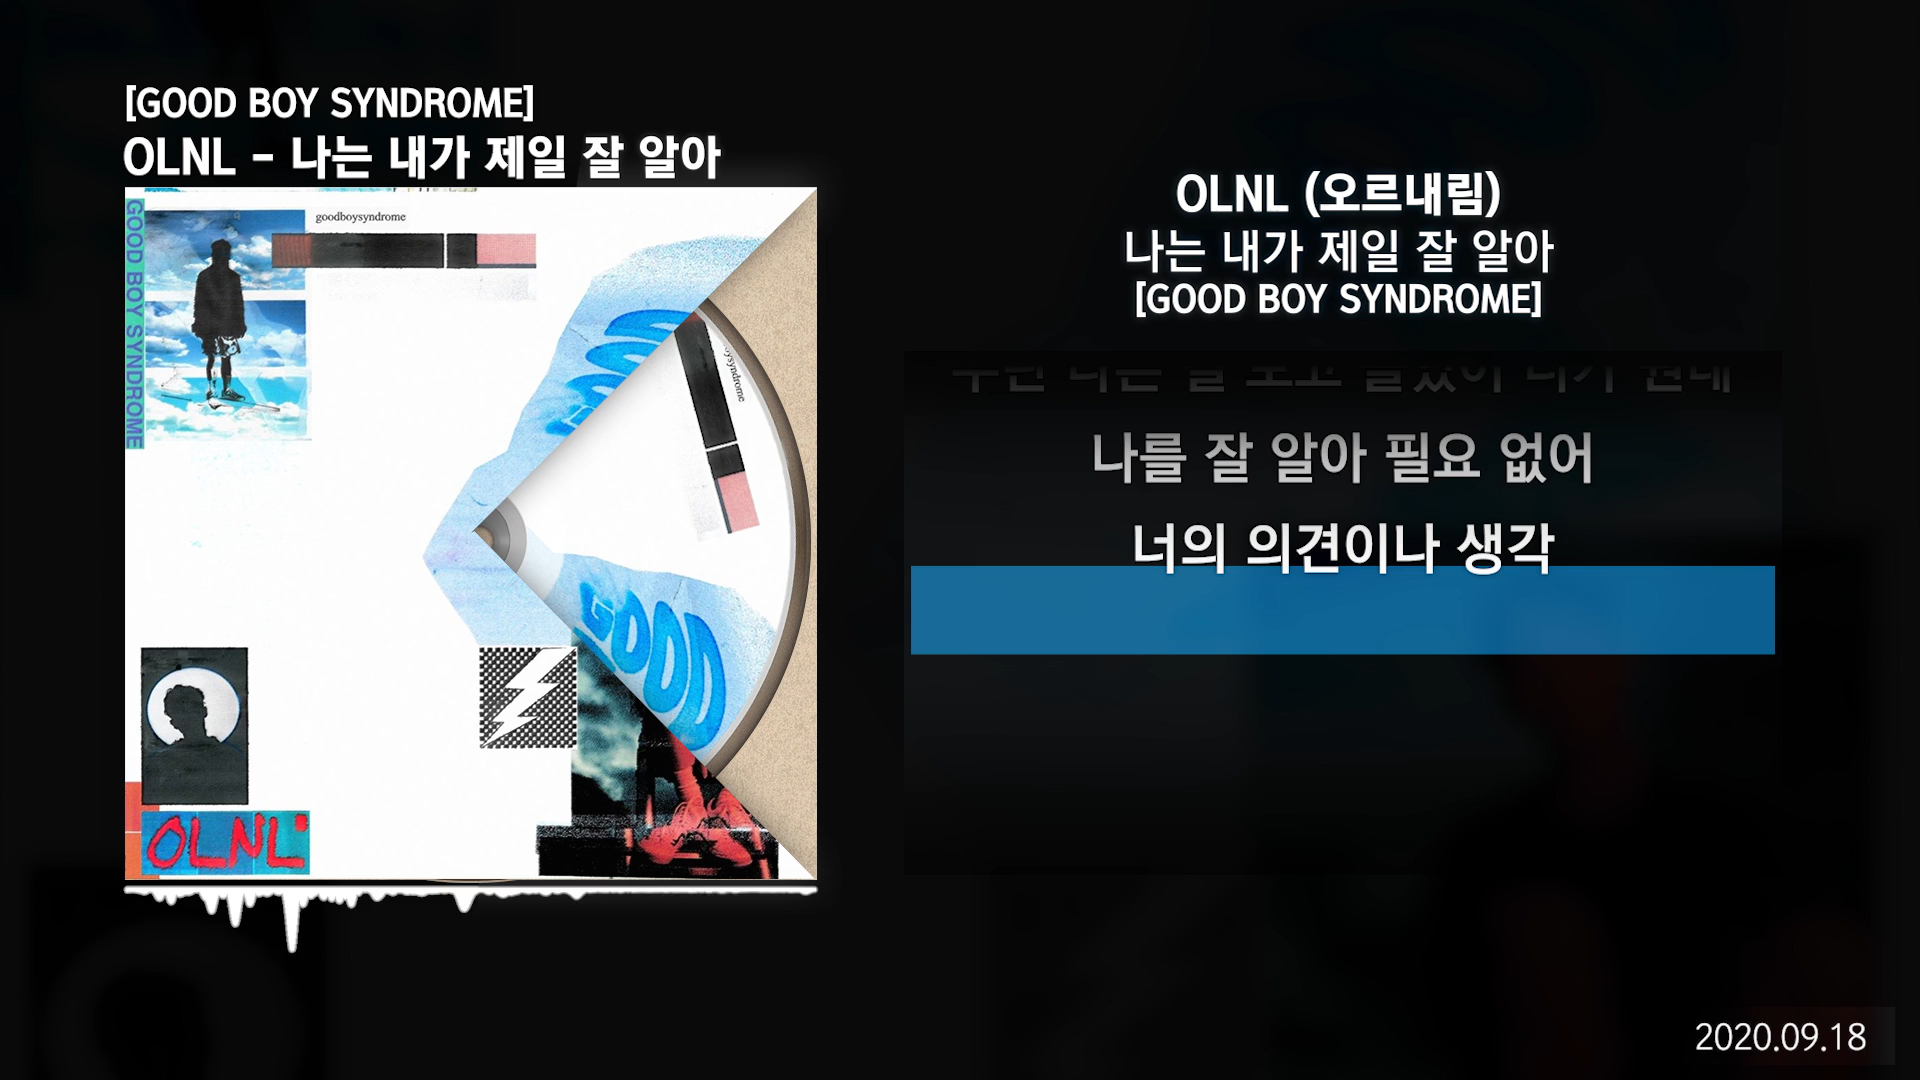 [GOOD BOY SYNDROME]
OLNL - 나는 내가 제일 잘 알아
GOOD BOY SYNDROME
goodboysyndrome
GOOD
OLNL
OLNL (오르내림)
나는 내가 제일 잘 알아
[GOOD BOY SYNDROME]
나를 잘 알아 필요 없어
너의 의견이나 생각
2020.09.18